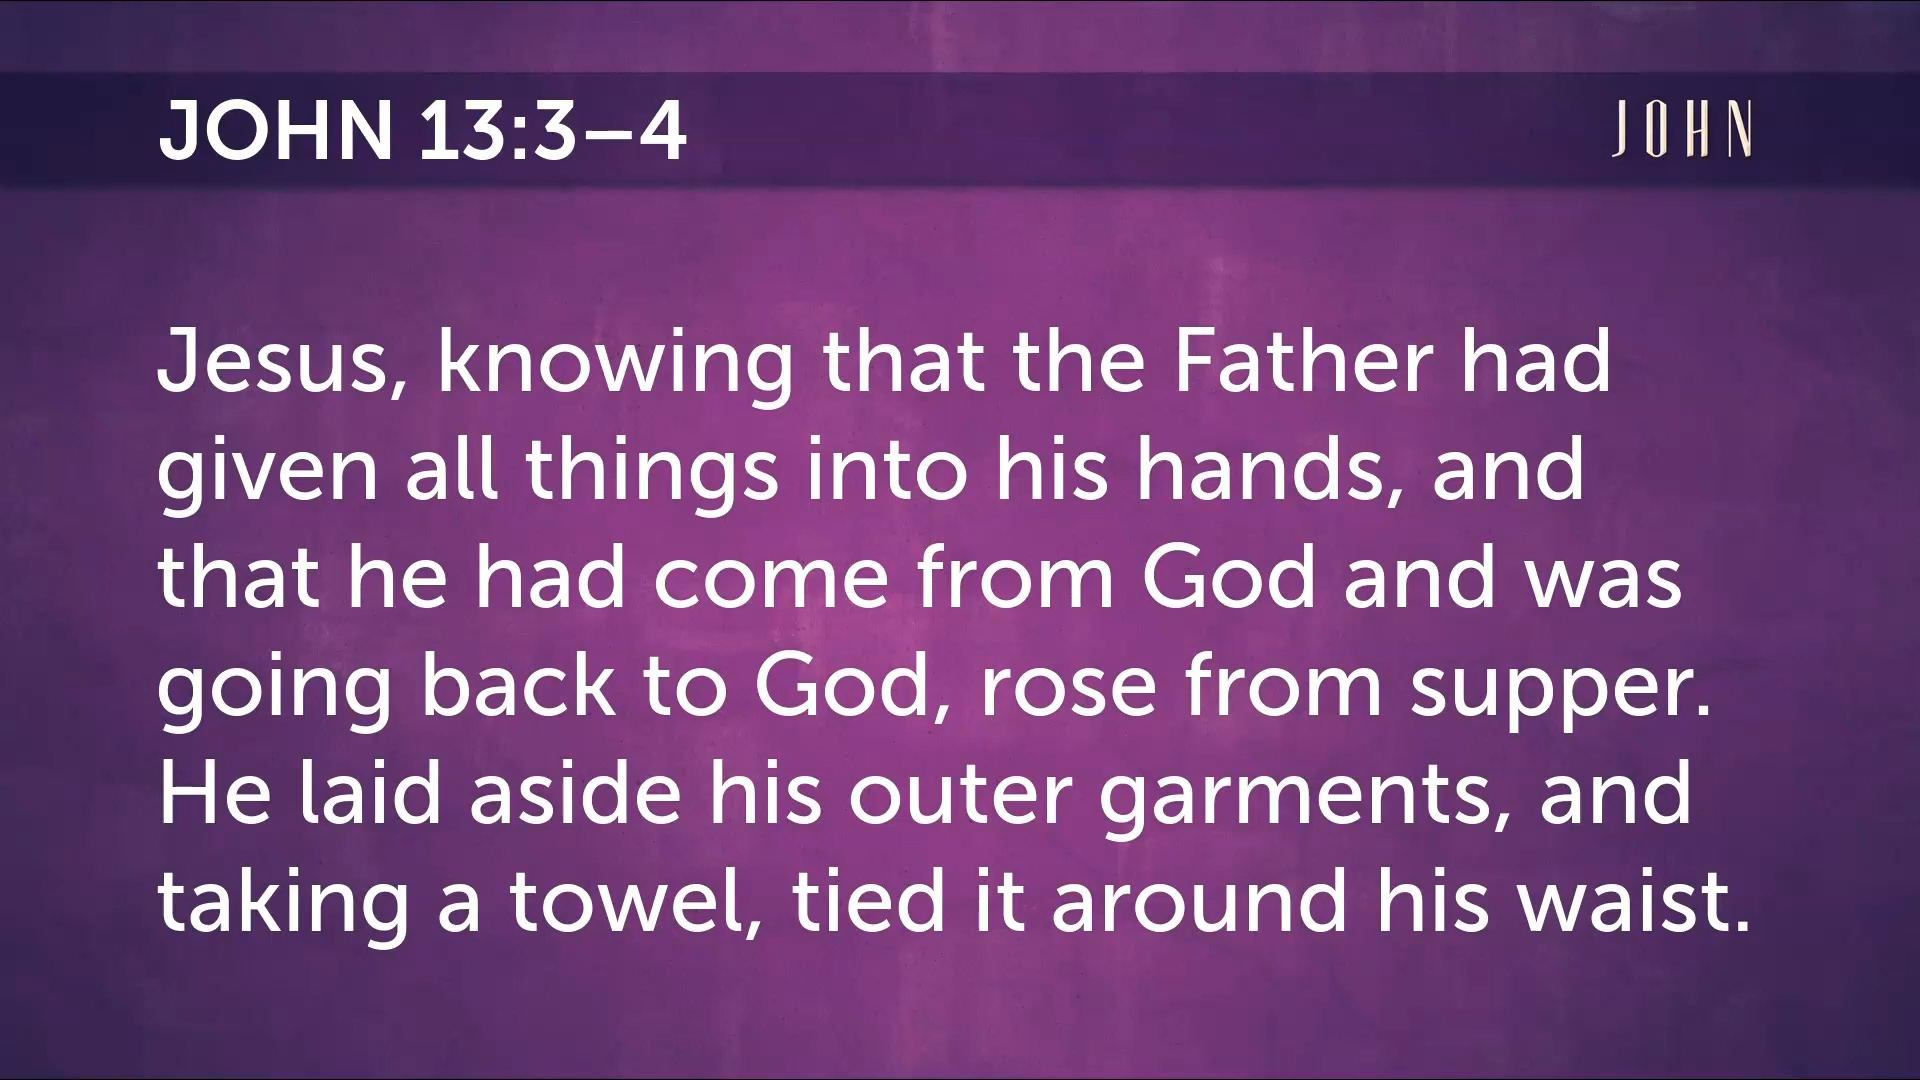 JOHN 13:3–4
JOHN
Jesus, knowing that the Father had
given all things into his hands, and
that he had come from God and was
going back to God, rose from supper.
He laid aside his outer garments, and
taking a towel, tied it around his waist.